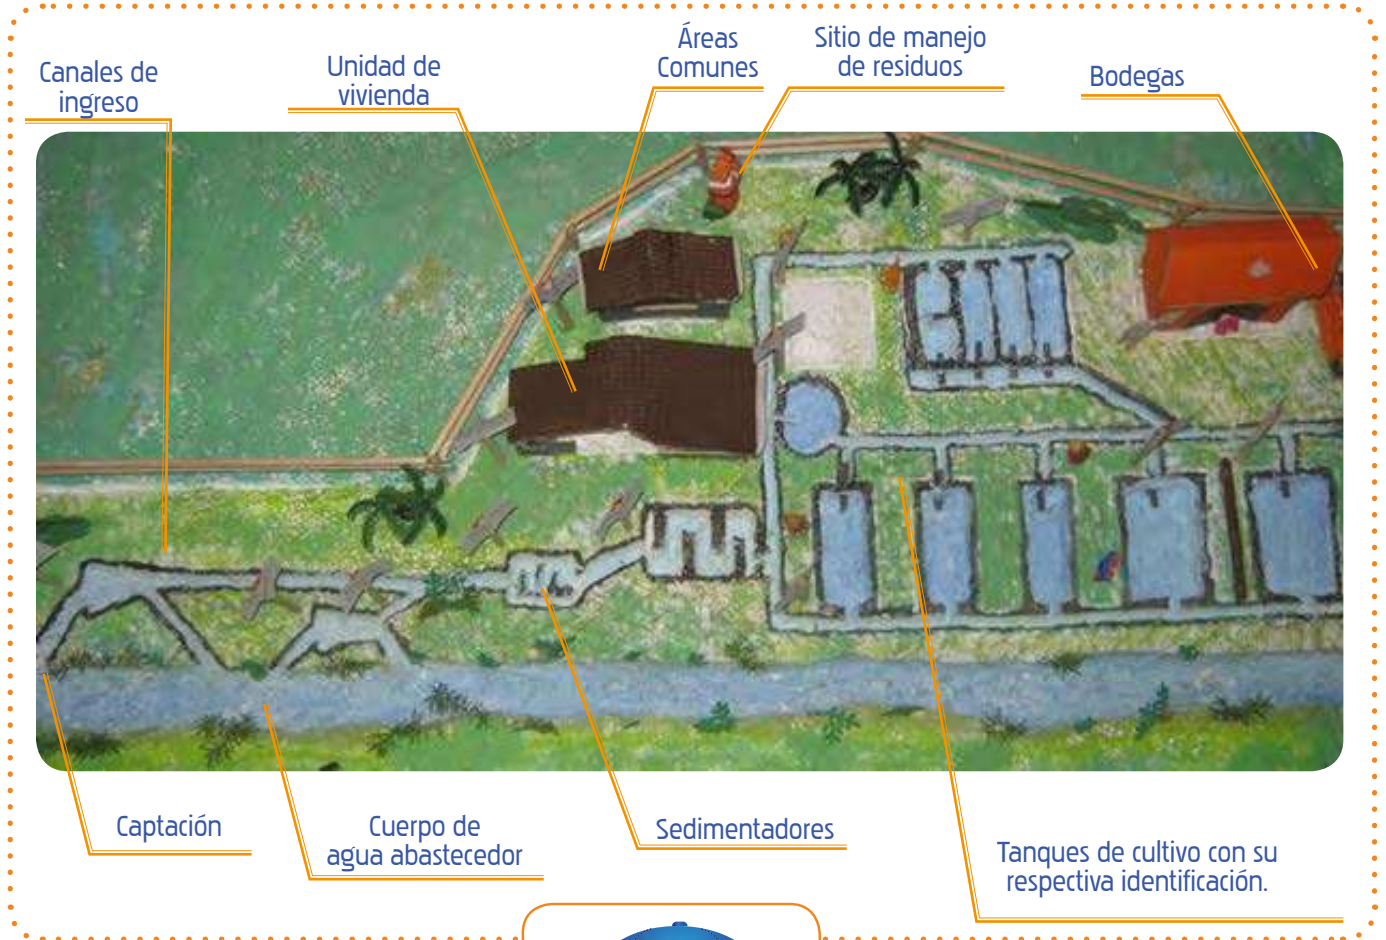 Canales de
ingreso
Unidad de
vivienda
Áreas
Comunes
Sitio de manejo
de residuos
Bodegas
Captación
Cuerpo de
agua abastecedor
Sedimentadores
Tanques de cultivo con su
respectiva identificación.